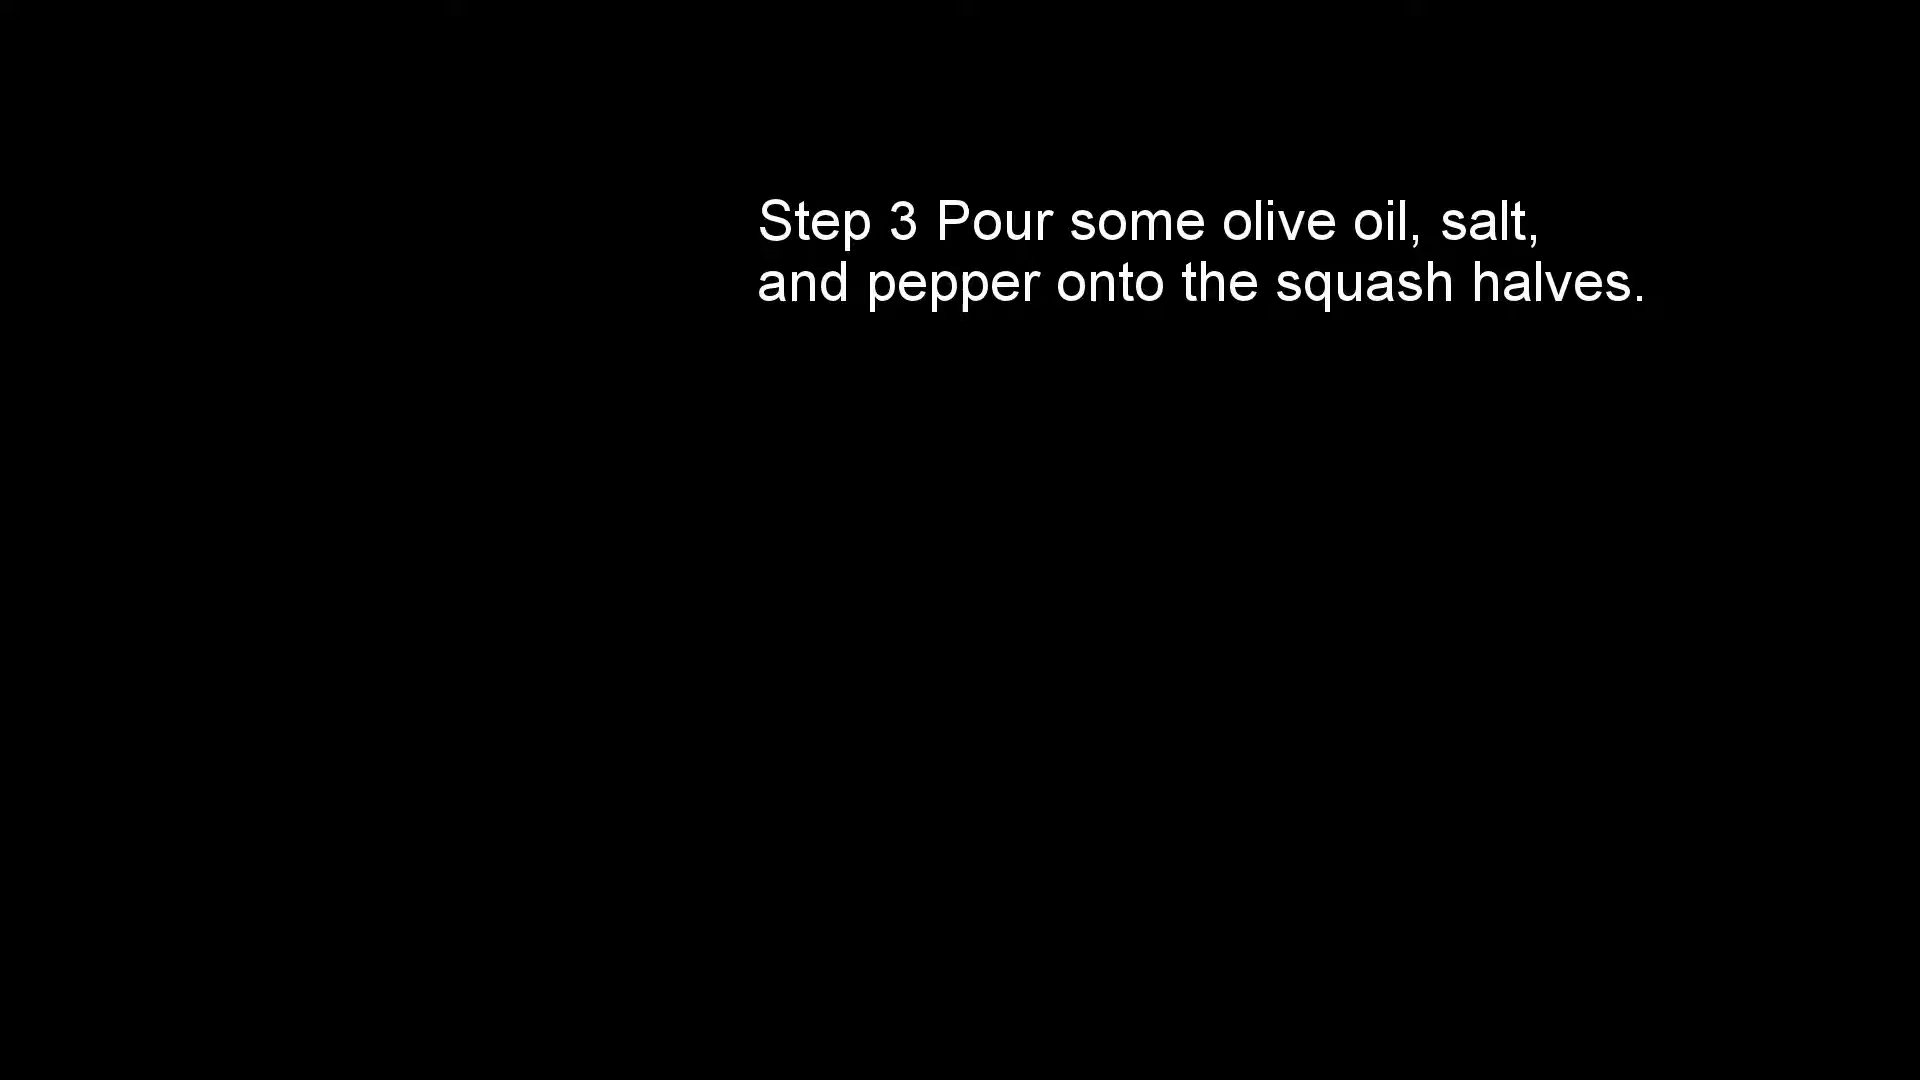 Step 3 Pour some olive oil, salt,
and pepper onto the squash halves.